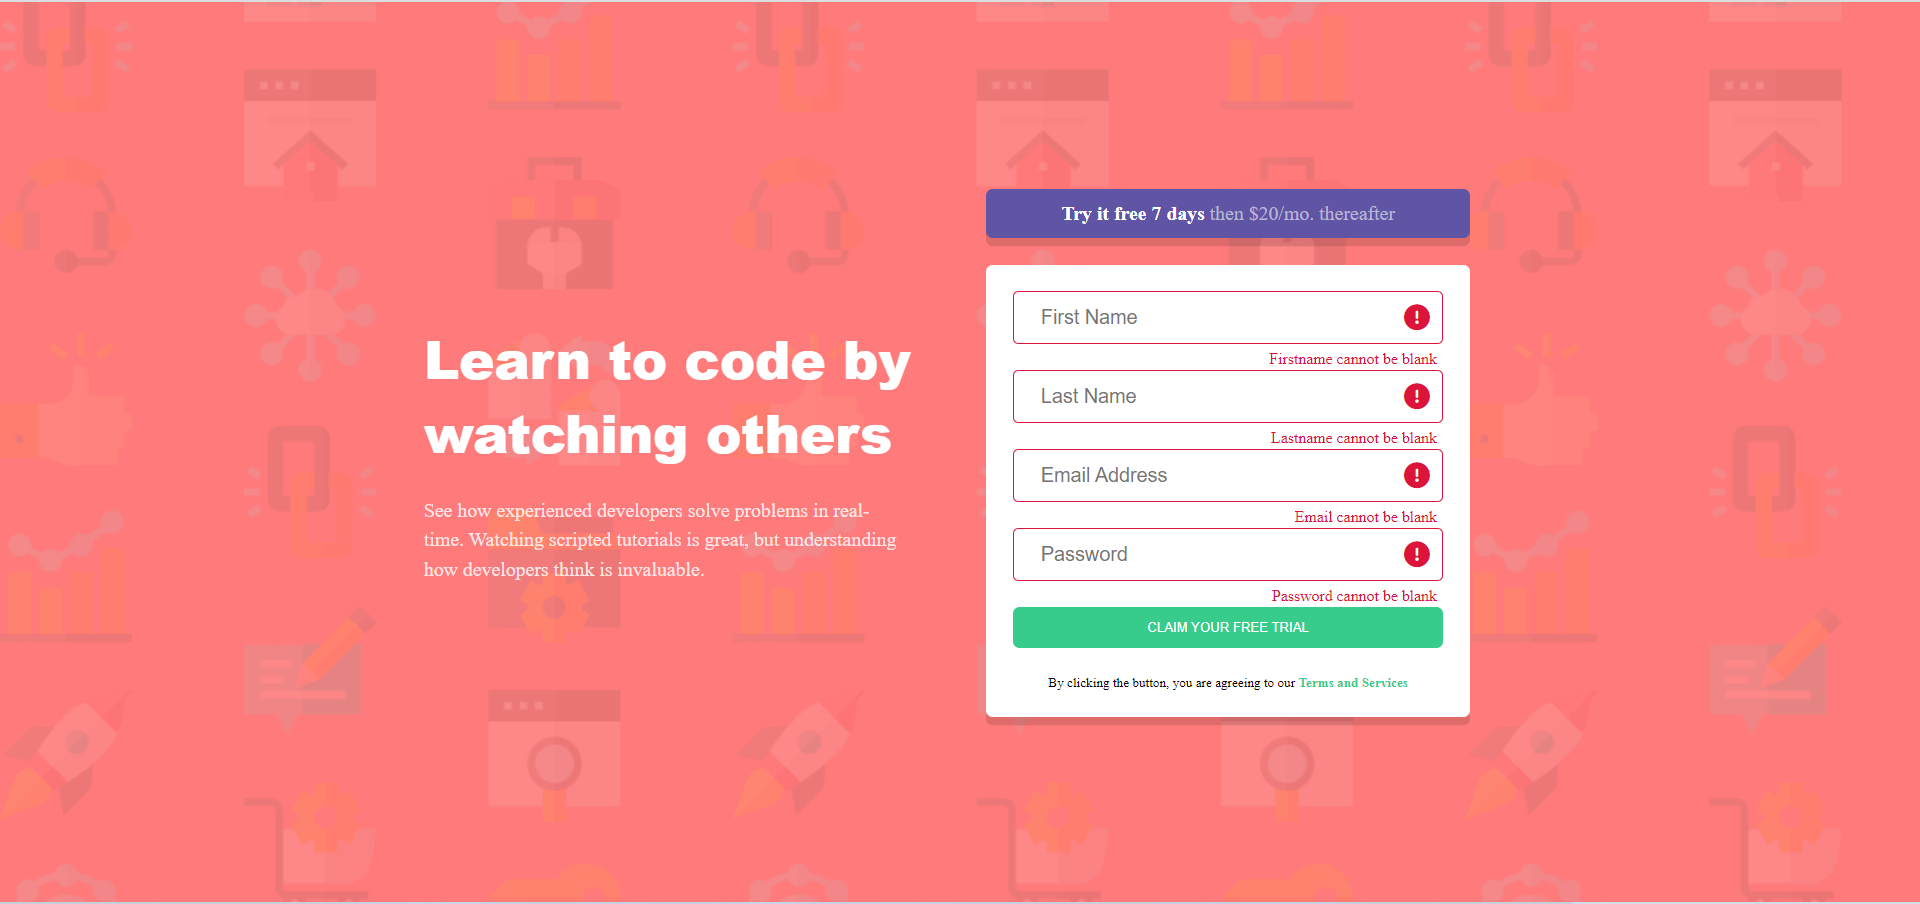 Learn to code by
watching others
See how experienced developers solve problems in real-
time. Watching scripted tutorials is great, but understanding
how developers think is invaluable.
Try it free 7 days then $20/mo. thereafter
First Name
Firstname cannot be blank
Last Name
Lastname cannot be blank
Email Address
Email cannot be blank
Password
Password cannot be blank
CLAIM YOUR FREE TRIAL
By clicking the button, you are agreeing to our Terms and Services